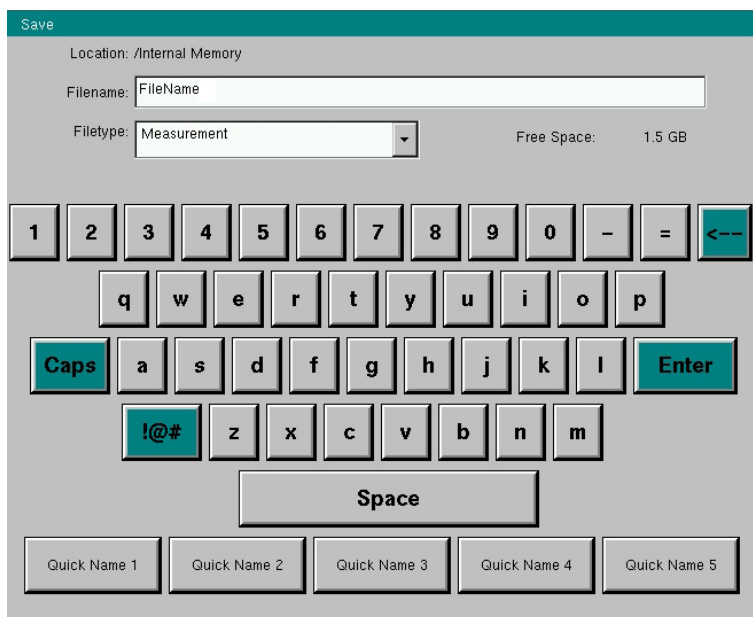 Save
Location: /Internal Memory
Filename: FileName
Filetype: Measurement Free Space: 1.5 GB
1 2 3 4 5 6 7 8 9 0 - = <--
q w e r t y u i o p
Caps a s d f g h j k l Enter
!@# z x c v b n m
Space
Quick Name 1 Quick Name 2 Quick Name 3 Quick Name 4 Quick Name 5